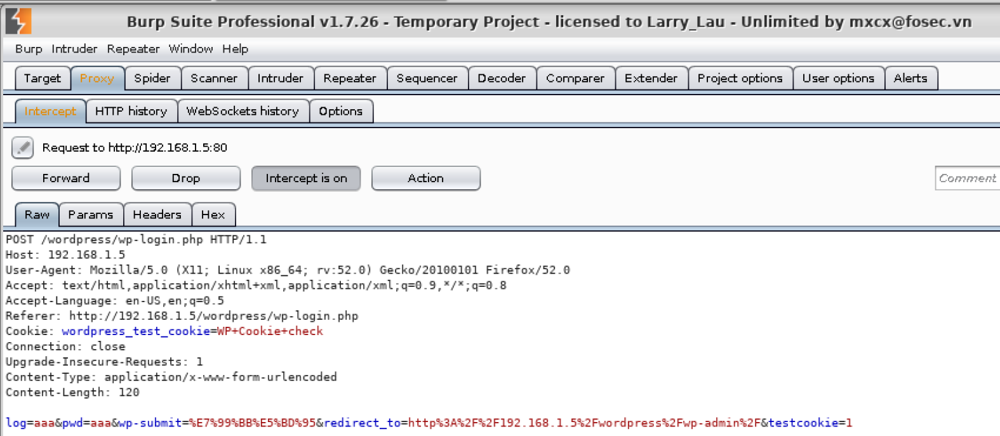 Burp Suite Professional v1.7.26 - Temporary Project - licensed to Larry_Lau - Unlimited by mxcx@fosec.vn
Burp Intruder Repeater Window Help
Target Proxy Spider Scanner Intruder Repeater Sequencer Decoder Comparer Extender Project options User options Alerts
Intercept HTTP history WebSockets history Options
Request to http://192.168.1.5:80
Forward Drop Intercept is on Action Comment
Raw Params Headers Hex
POST /wordpress/wp-login.php HTTP/1.1
Host: 192.168.1.5
User-Agent: Mozilla/5.0 (X11; Linux x86_64; rv:52.0) Gecko/20100101 Firefox/52.0
Accept: text/html,application/xhtml+xml,application/xml;q=0.9,*/*;q=0.8
Accept-Language: en-US,en;q=0.5
Referer: http://192.168.1.5/wordpress/wp-login.php
Cookie: wordpress_test_cookie=WP+Cookie+check
Connection: close
Upgrade-Insecure-Requests: 1
Content-Type: application/x-www-form-urlencoded
Content-Length: 120
log=aaa&pwd=aaa&wp-submit=%E7%99%BB%E5%BD%95&redirect_to=http%3A%2F%2F192.168.1.5%2Fwordpress%2Fwp-admin%2F&testcookie=1